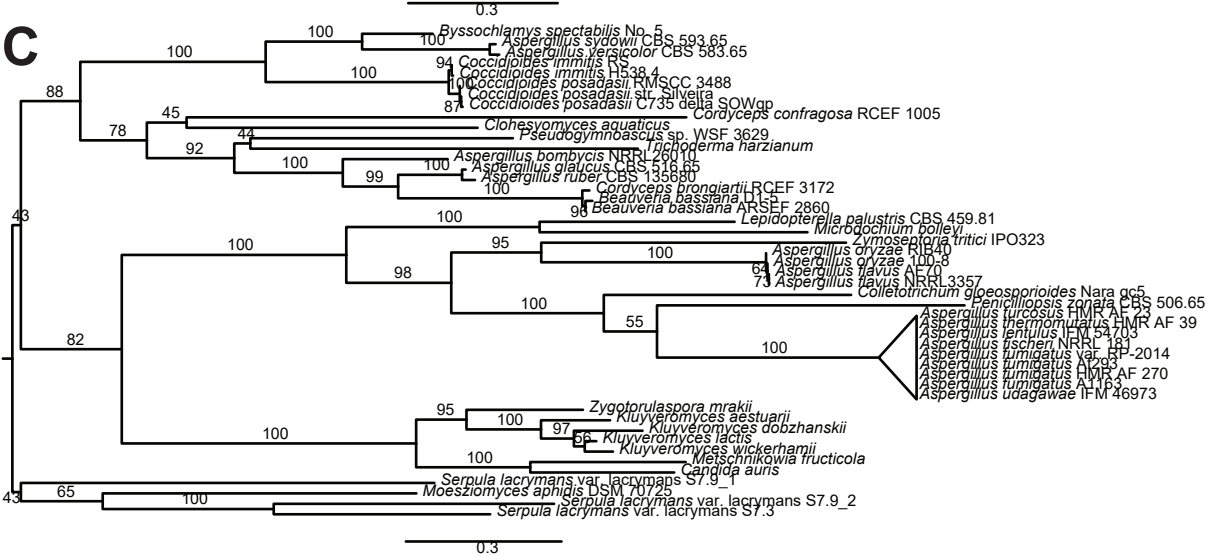 0.3
C
100
100
100
Byssochlamys spectabilis No. 5
Aspergillus sydowii CBS 593.65
Aspergillus versicolor CBS 583.65
100
94
100
87
Coccidioides immitis RS
Coccidioides immitis H538.4
Coccidioides posadasii RMSCC 3488
Coccidioides posadasii str. Silveira
Coccidioides posadasii C735 delta SOWgp
88
78
45
Cordyceps confragosa RCEF 1005
Clohesyomyces aquaticus
92
44
Pseudogymnoascus sp. WSF 3629
Trichoderma harzianum
100
Aspergillus bombycis NRRL26010
99
100
Aspergillus glaucus CBS 516.65
Aspergillus ruber CBS 135680
100
96
Cordyceps brongiartii RCEF 3172
Beauveria bassiana D1-5
Beauveria bassiana ARSEF 2860
43
100
100
Lepidopterella palustris CBS 459.81
Microdochium bolleyi
98
95
Zymoseptoria tritici IPO323
100
64
73
Aspergillus oryzae RIB40
Aspergillus oryzae 100-8
Aspergillus flavus AF70
Aspergillus flavus NRRL3357
100
Colletotrichum gloeosporioides Nara gc5
55
Penicilliopsis zonata CBS 506.65
100
Aspergillus turcosus HMR AF 23
Aspergillus thermomutatus HMR AF 39
Aspergillus lentulus IFM 54703
Aspergillus fischeri NRRL 181
Aspergillus fumigatus var. RP-2014
Aspergillus fumigatus Af293
Aspergillus fumigatus HMR AF 270
Aspergillus fumigatus A1163
Aspergillus udagawae IFM 46973
82
100
95
Zygotorulaspora mrakii
100
Kluyveromyces aestuarii
97
Kluyveromyces dobzhanskii
56
Kluyveromyces lactis
Kluyveromyces wickerhamii
100
Metschnikowia fructicola
Candida auris
43
Serpula lacrymans var. lacrymans S7.9_1
65
Moesziomyces aphidis DSM 70725
100
Serpula lacrymans var. lacrymans S7.9_2
Serpula lacrymans var. lacrymans S7.3
0.3